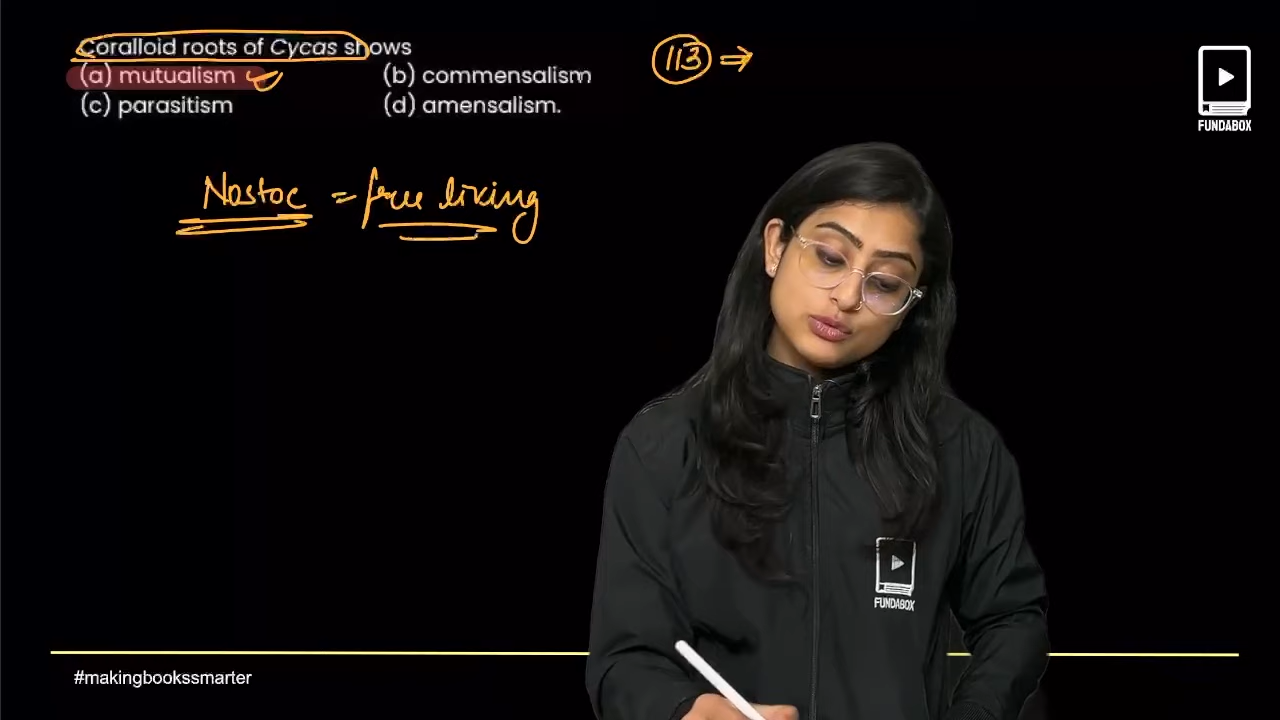 Coralloid roots of Cycas shows
(a) mutualism (b) commensalism
(c) parasitism (d) amensalism.
113 ⇒
FUNDABOX
Nostoc = free living
FUNDABOX
#makingbookssmarter